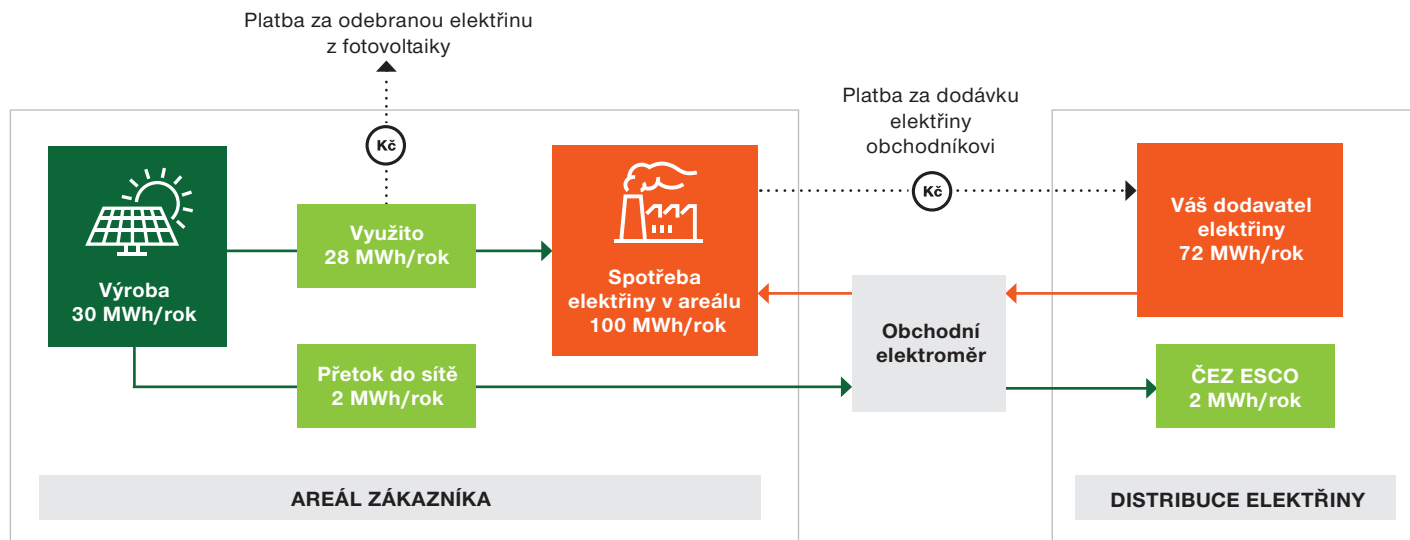 Platba za odebranou elektřinu
z fotovoltaiky
Kč
Platba za dodávku
elektřiny
obchodníkovi
Kč
Výroba
30 MWh/rok
Využito
28 MWh/rok
Spotřeba
elektřiny v areálu
100 MWh/rok
Váš dodavatel
elektřiny
72 MWh/rok
Obchodní
elektroměr
Přetok do sítě
2 MWh/rok
ČEZ ESCO
2 MWh/rok
AREÁL ZÁKAZNÍKA
DISTRIBUCE ELEKTŘINY